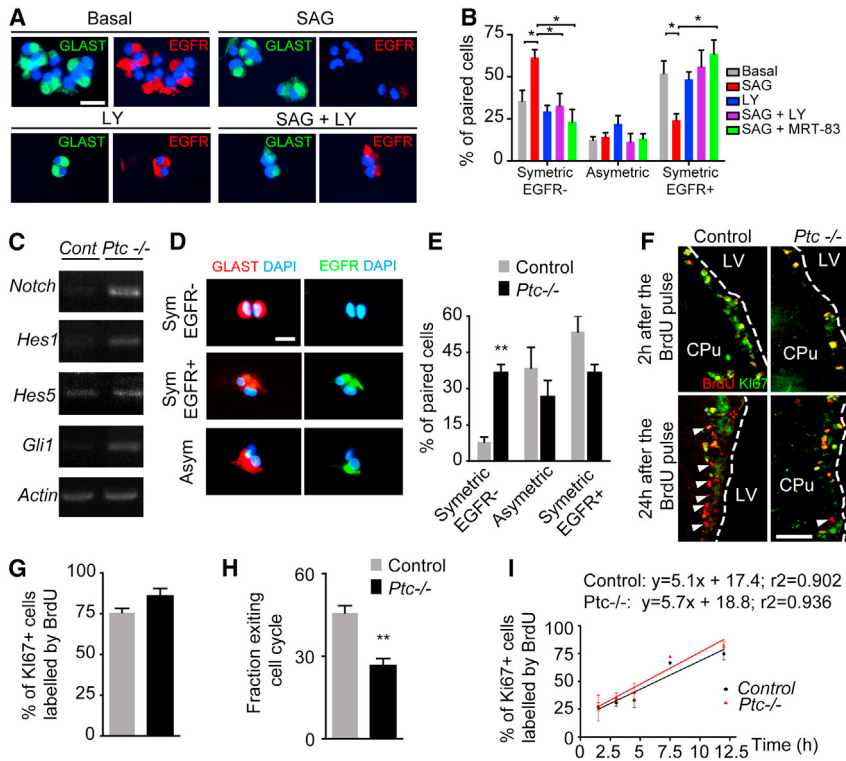 A
Basal
SAG
GLAST
EGFR
GLAST
EGFR
LY
SAG + LY
GLAST
EGFR
GLAST
EGFR
B
% of paired cells
75
50
25
0
* * *
* *
Basal
SAG
LY
SAG + LY
SAG + MRT-83
Symetric EGFR-
Asymetric
Symetric EGFR+
C
Cont Ptc -/-
Notch
Hes1
Hes5
Gli1
Actin
D
GLAST DAPI
EGFR DAPI
Sym EGFR-
Sym EGFR+
Asym
E
Control
Ptc-/-
% of paired cells
60
45
30
15
0
**
Symetric EGFR-
Asymetric
Symetric EGFR+
F
Control
Ptc -/-
2h after the BrdU pulse
LV
LV
CPu
CPu
BrdU KI67
24h after the BrdU pulse
LV
CPu
G
% of KI67+ cells labelled by BrdU
100
75
50
25
0
H
Control
Ptc-/-
Fraction exiting cell cycle
60
30
0
**
I
Control: y=5.1x + 17.4; r2=0.902
Ptc-/-: y=5.7x + 18.8; r2=0.936
% of Ki67+ cells labelled by BrdU
100
75
50
25
0
Control
Ptc-/-
2.5 5 7.5 10 12.5 Time (h)